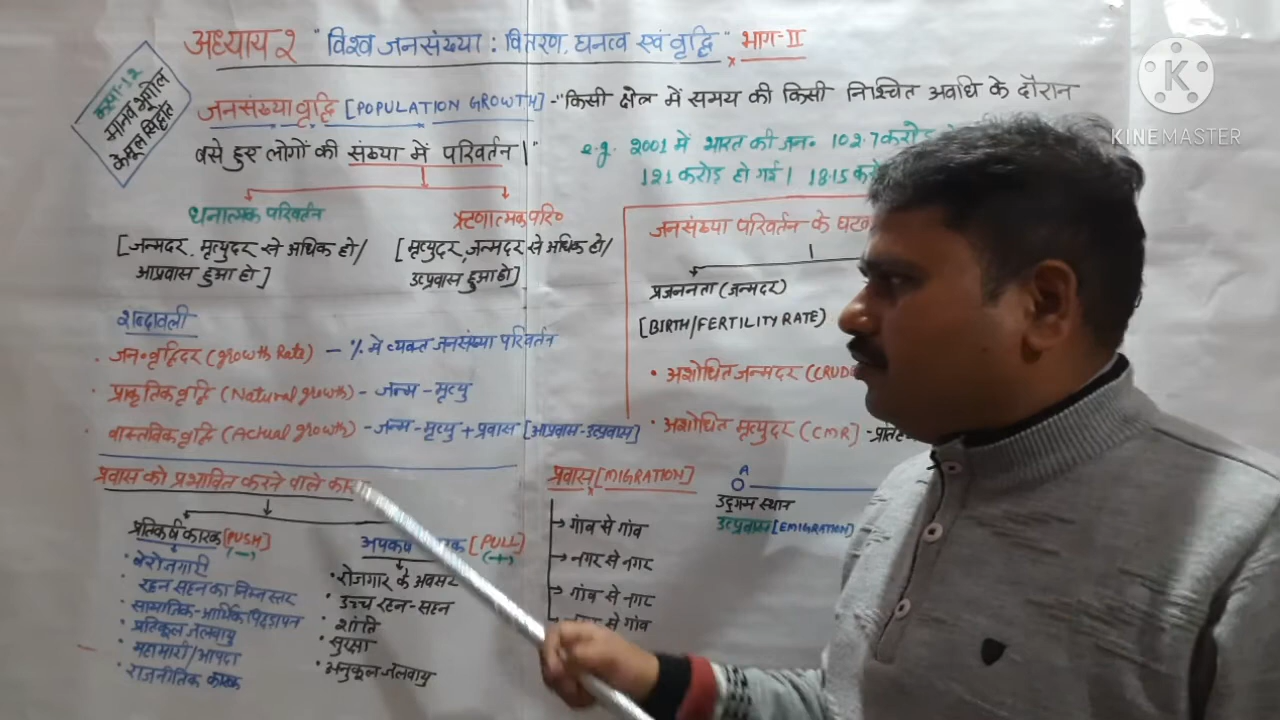 अध्याय २ "विश्व जनसंख्या : वितरण, घनत्व एवं वृद्धि" भाग-II
कक्षा-12
मानव भूगोल
के मूल सिद्धांत
जनसंख्या वृद्धि [POPULATION GROWTH] - "किसी क्षेत्र में समय की किसी निश्चित अवधि के दौरान
बसे हुए लोगों की संख्या में परिवर्तन।"
e.g. 2001 में भारत की जन॰ 102.7 करोड़
121 करोड़ हो गई। 18.15
धनात्मक परिवर्तन
[जन्मदर, मृत्युदर से अधिक हो/
आप्रवास हुआ हो]
ऋणात्मक परि॰
[मृत्युदर, जन्मदर से अधिक हो/
उत्प्रवास हुआ हो]
जनसंख्या परिवर्तन के
प्रजननता (जन्मदर)
[BIRTH/FERTILITY RATE)
• अशोधित जन्मदर
• अशोधित मृत्युदर (CMR) -
शब्दावली
• जन॰वृद्धिदर (growth Rate) - % में व्यक्त जनसंख्या परिवर्तन
• प्राकृतिक वृद्धि (Natural growth) - जन्म - मृत्यु
• वास्तविक वृद्धि (Actual growth) - जन्म - मृत्यु + प्रवास [आप्रवास - उत्प्रवास]
प्रवास को प्रभावित करने वाले
प्रतिकर्ष कारक [PUSH]
(-)
• बेरोजगारी
• रहन सहन का निम्न स्तर
• सामाजिक-आर्थिक पिछड़ापन
• प्रतिकूल जलवायु
• महामारी/आपदा
• राजनीतिक कारक
[PULL]
(+)
• रोजगार के अवसर
• उच्च रहन-सहन
• शांति
• सुरक्षा
• अनुकूल जलवायु
प्रवास [MIGRATION]
→ गांव से गांव
→ नगर से नगर
→ गांव से नगर
से गांव
A
उद्गम स्थान
उत्प्रवास [EMIGRATION)
K
KINEMASTER